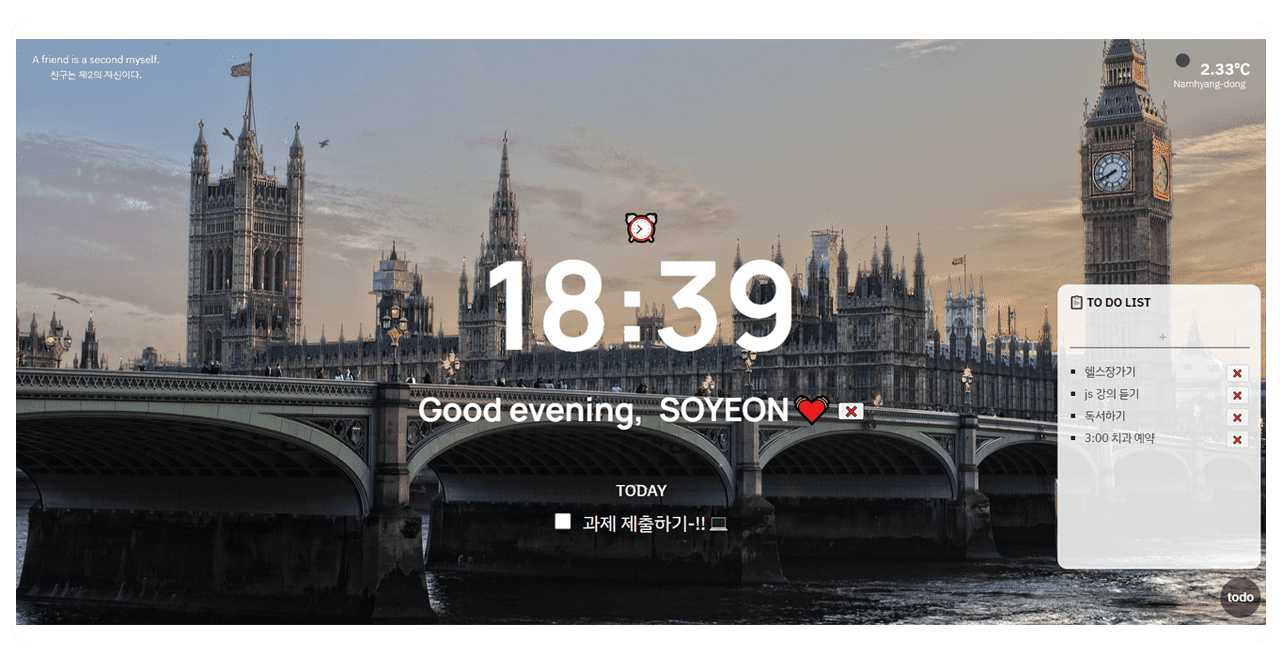 A friend is a second myself.
친구는 제2의 자신이다.
2.33℃
Namhyang-dong
18:39
Good evening, SOYEON
TODAY
과제 제출하기-!!
TO DO LIST
+
헬스장가기
js 강의 듣기
독서하기
3:00 치과 예약
todo